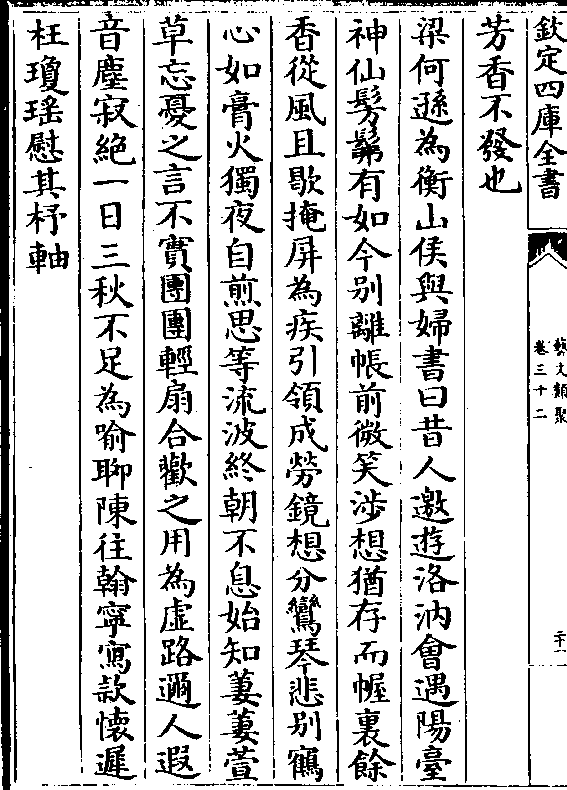 欽定四庫全書
藝文類聚
卷三十二
二十一
芳香不發也
梁何遜為衡山侯與婦書曰昔人遨遊洛汭會遇陽臺
神仙髣髴有如今别離帳前微笑涉想猶存而幄裏餘
香從風且歇掩屏為疾引領成勞鏡想分鸞琴悲别鶴
心如膏火獨夜自煎思等流波終朝不息始知萋萋萱
草忘憂之言不實團團輕扇合歡之用為虚路邇人遐
音塵寂絶一日三秋不足為喻聊陳往翰寧寫款懷遲
枉瓊瑶慰其杼軸